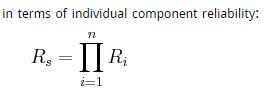 in terms of individual component reliability:
n
R_s = ∏ R_i
i=1